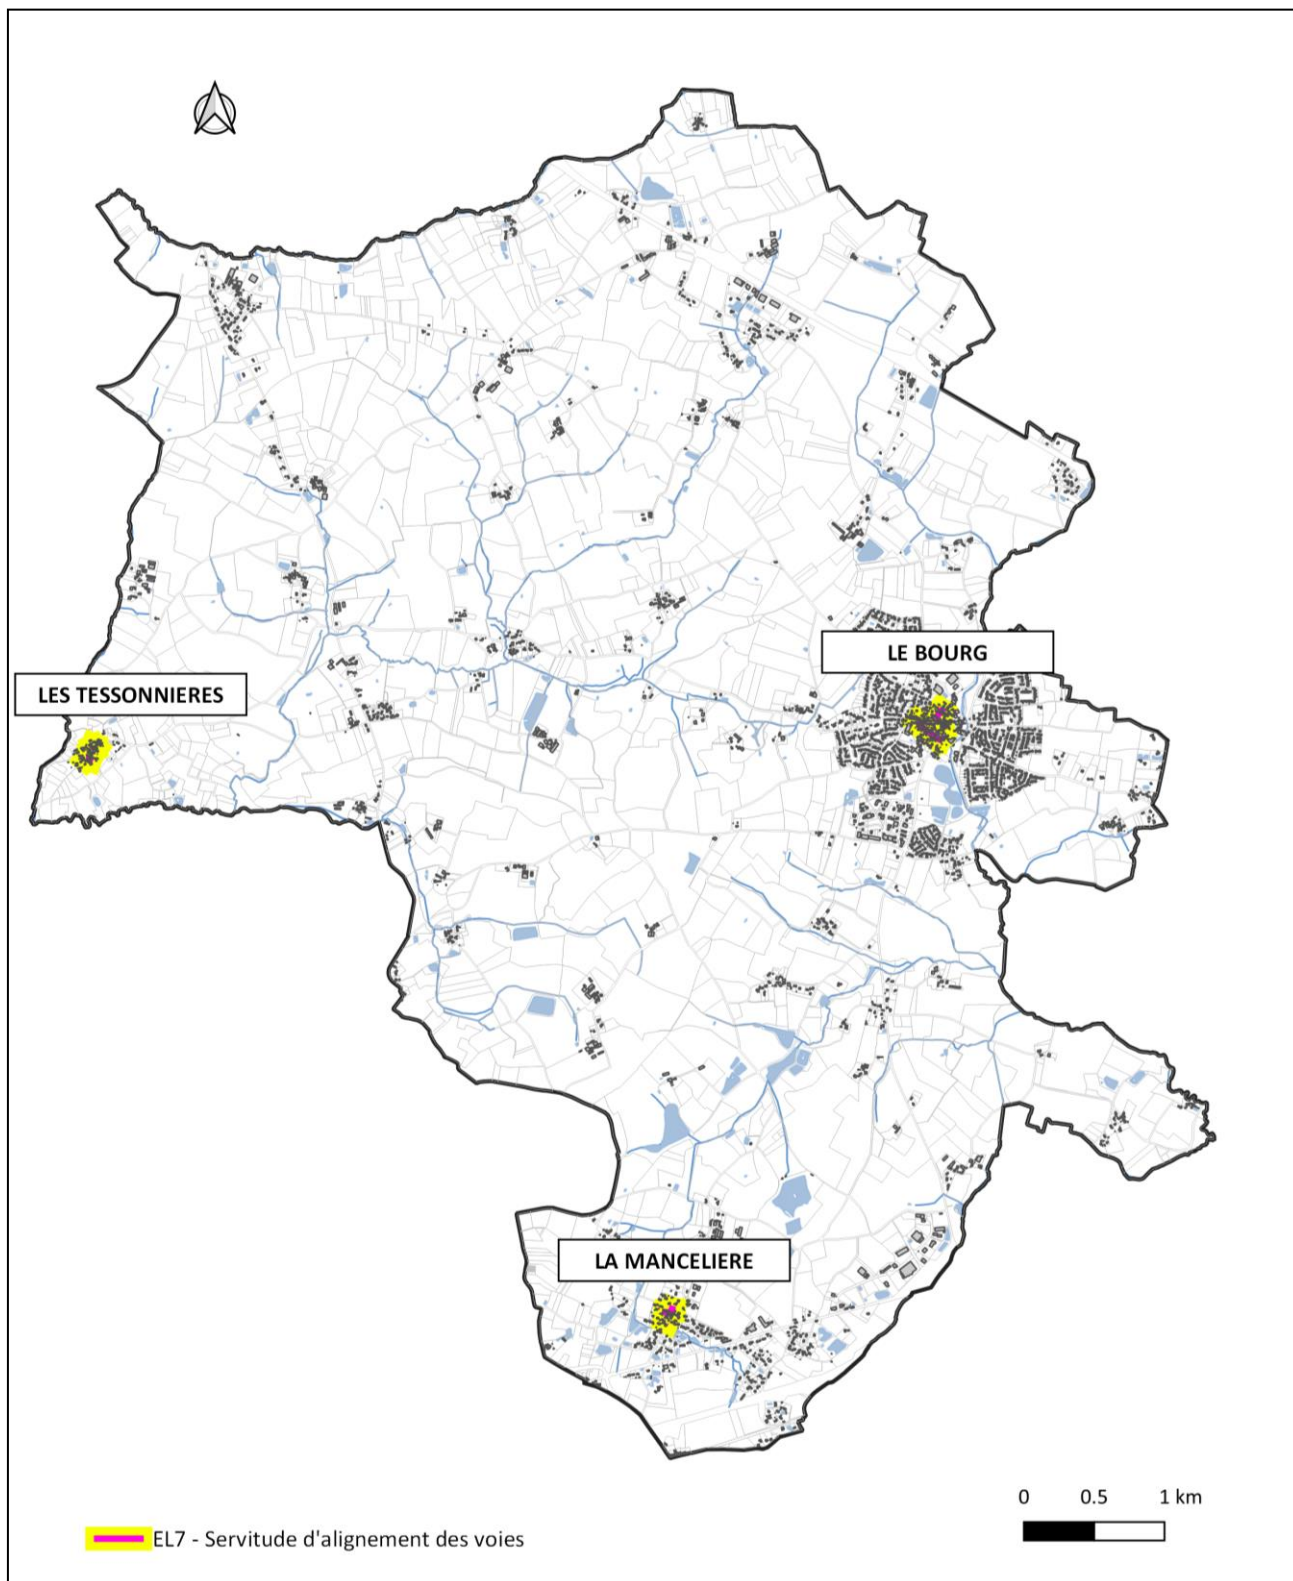 LE BOURG
LES TESSONNIERES
LA MANCELIERE
0 0.5 1 km
EL7 - Servitude d'alignement des voies